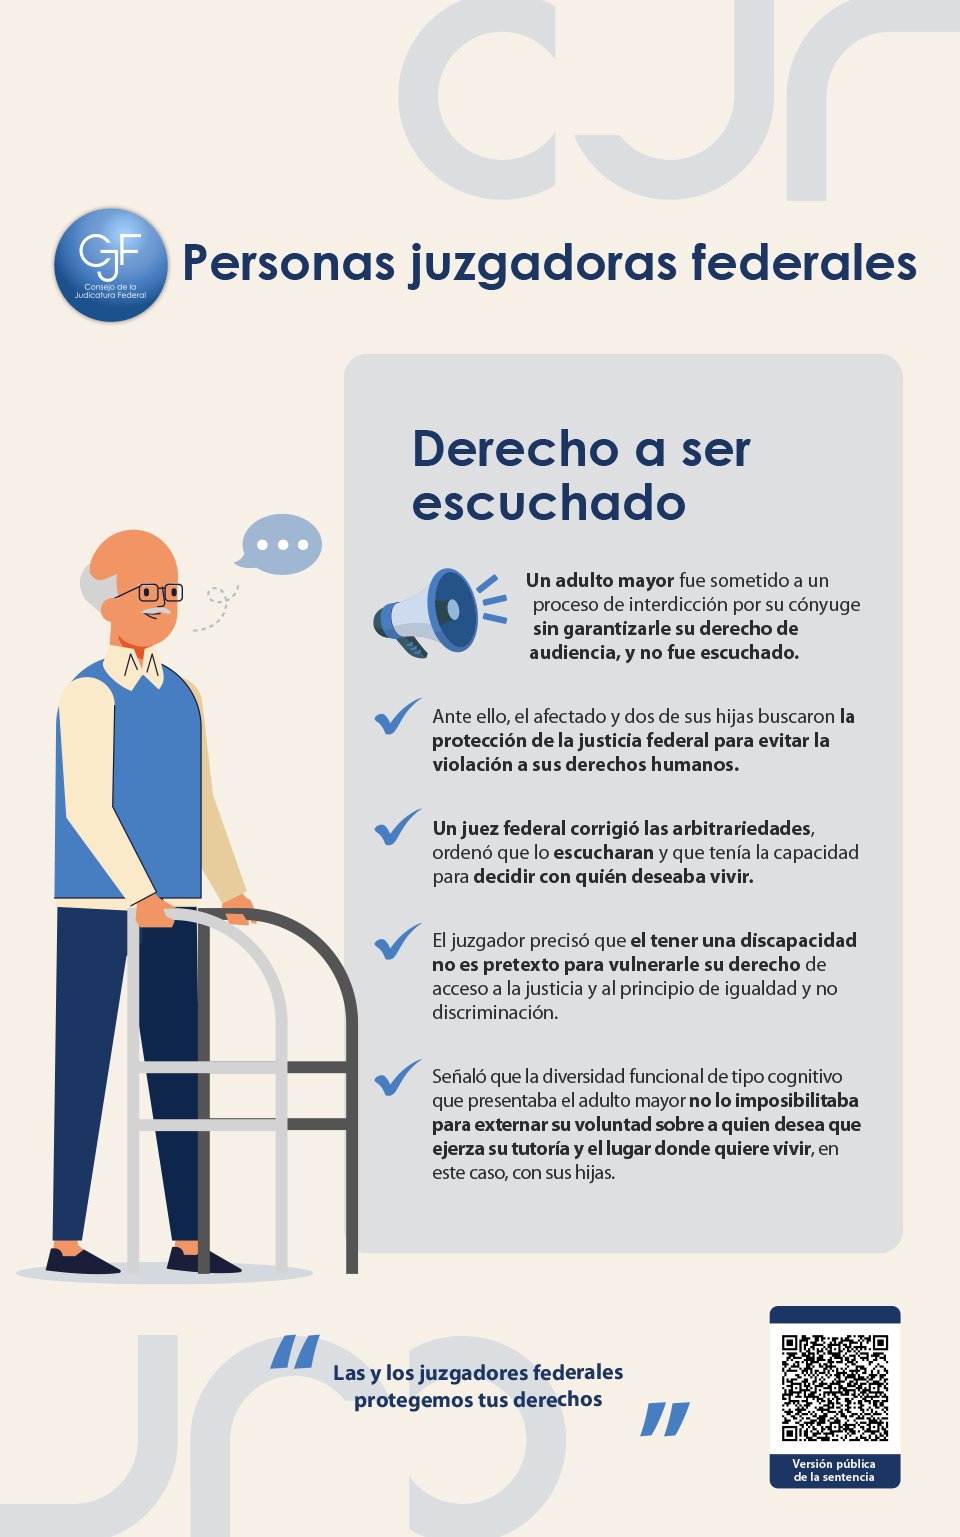 CJF
Consejo de la
Judicatura Federal
Personas juzgadoras federales
Derecho a ser
escuchado
Un adulto mayor fue sometido a un
proceso de interdicción por su cónyuge
sin garantizarle su derecho de
audiencia, y no fue escuchado.
Ante ello, el afectado y dos de sus hijas buscaron la
protección de la justicia federal para evitar la
violación a sus derechos humanos.
Un juez federal corrigió las arbitrariedades,
ordenó que lo escucharan y que tenía la capacidad
para decidir con quién deseaba vivir.
El juzgador precisó que el tener una discapacidad
no es pretexto para vulnerarle su derecho de
acceso a la justicia y al principio de igualdad y no
discriminación.
Señaló que la diversidad funcional de tipo cognitivo
que presentaba el adulto mayor no lo imposibilitaba
para externar su voluntad sobre a quien desea que
ejerza su tutoría y el lugar donde quiere vivir, en
este caso, con sus hijas.
“Las y los juzgadores federales
protegemos tus derechos”
Versión pública
de la sentencia